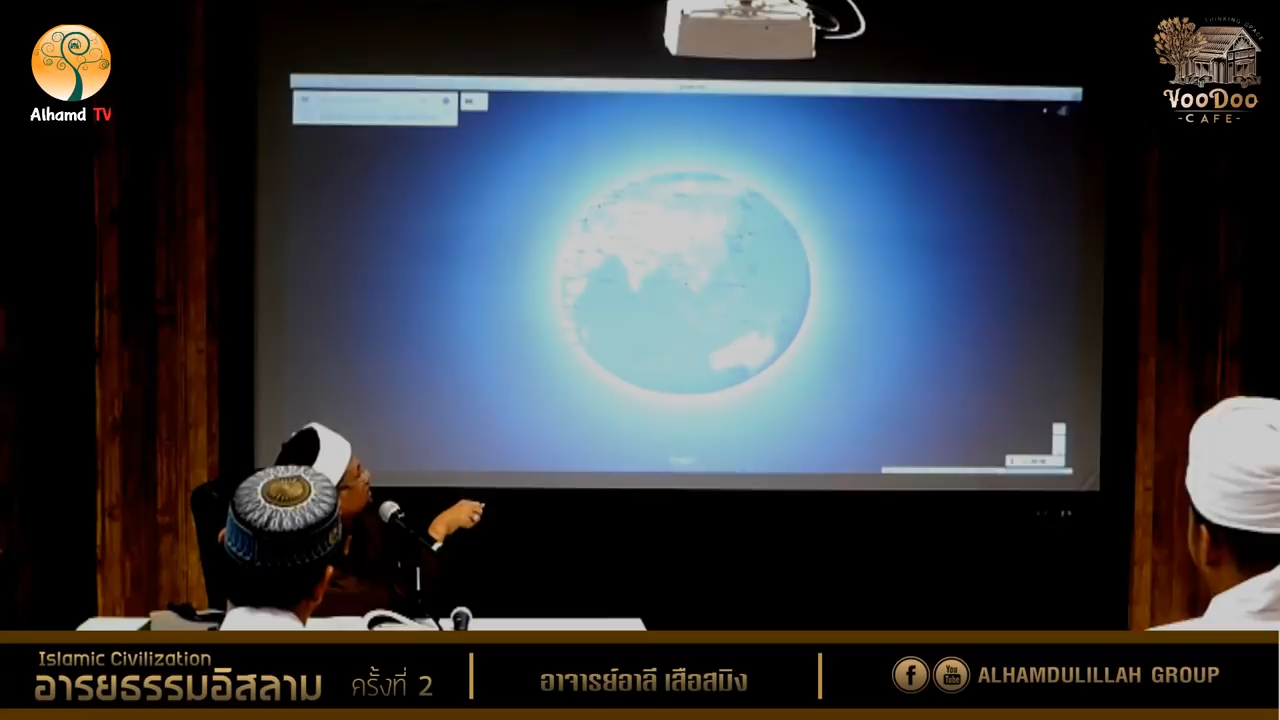 Alhamd TV
THINKING SPACE
VooDoo
-CAFE-
Islamic Civilization
อารยธรรมอิสลาม ครั้งที่ 2
อาจารย์อาลี เสือสมิง
f You Tube ALHAMDULILLAH GROUP